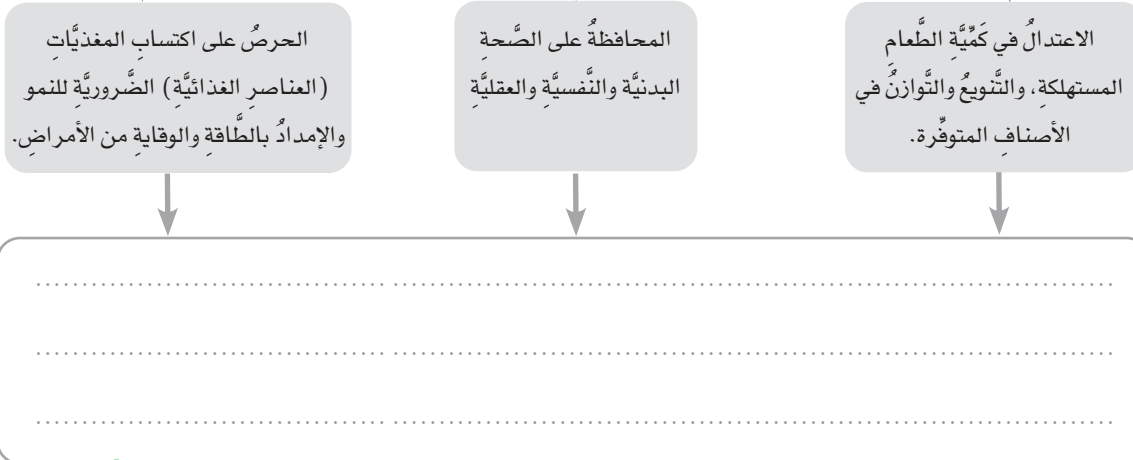 الاعتدالُ في كَمِّيَّةِ الطَّعامِ
المستهلكةِ، والتَّنويعُ والتَّوازنُ في
الأصنافِ المتوفِّرة.
المحافظةُ على الصَّحةِ
البدنيَّة والنَّفسيَّةِ والعقليَّةِ
الحرصُ على اكتسابِ المغذيَّاتِ
(العناصرِ الغذائيَّةِ) الضَّروريَّةِ للنمو
والإمدادُ بالطَّاقةِ والوقايةِ من الأمراضِ.